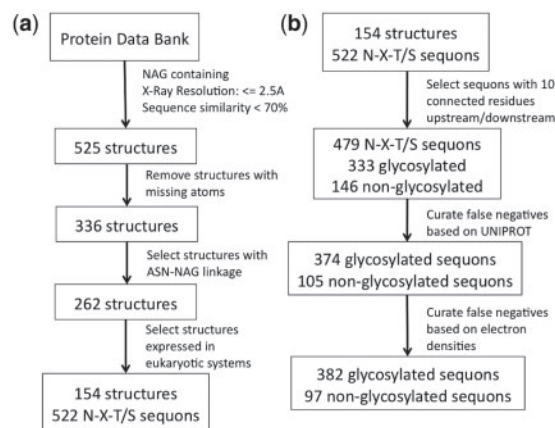 (a)
Protein Data Bank
NAG containing
X-Ray Resolution: <= 2.5A
Sequence similarity < 70%
525 structures
Remove structures with
missing atoms
336 structures
Select structures with
ASN-NAG linkage
262 structures
Select structures
expressed in
eukaryotic systems
154 structures
522 N-X-T/S sequons
(b)
154 structures
522 N-X-T/S sequons
Select sequons with 10
connected residues
upstream/downstream
479 N-X-T/S sequons
333 glycosylated
146 non-glycosylated
Curate false negatives
based on UNIPROT
374 glycosylated sequons
105 non-glycosylated sequons
Curate false negatives
based on electron
densities
382 glycosylated sequons
97 non-glycosylated sequons